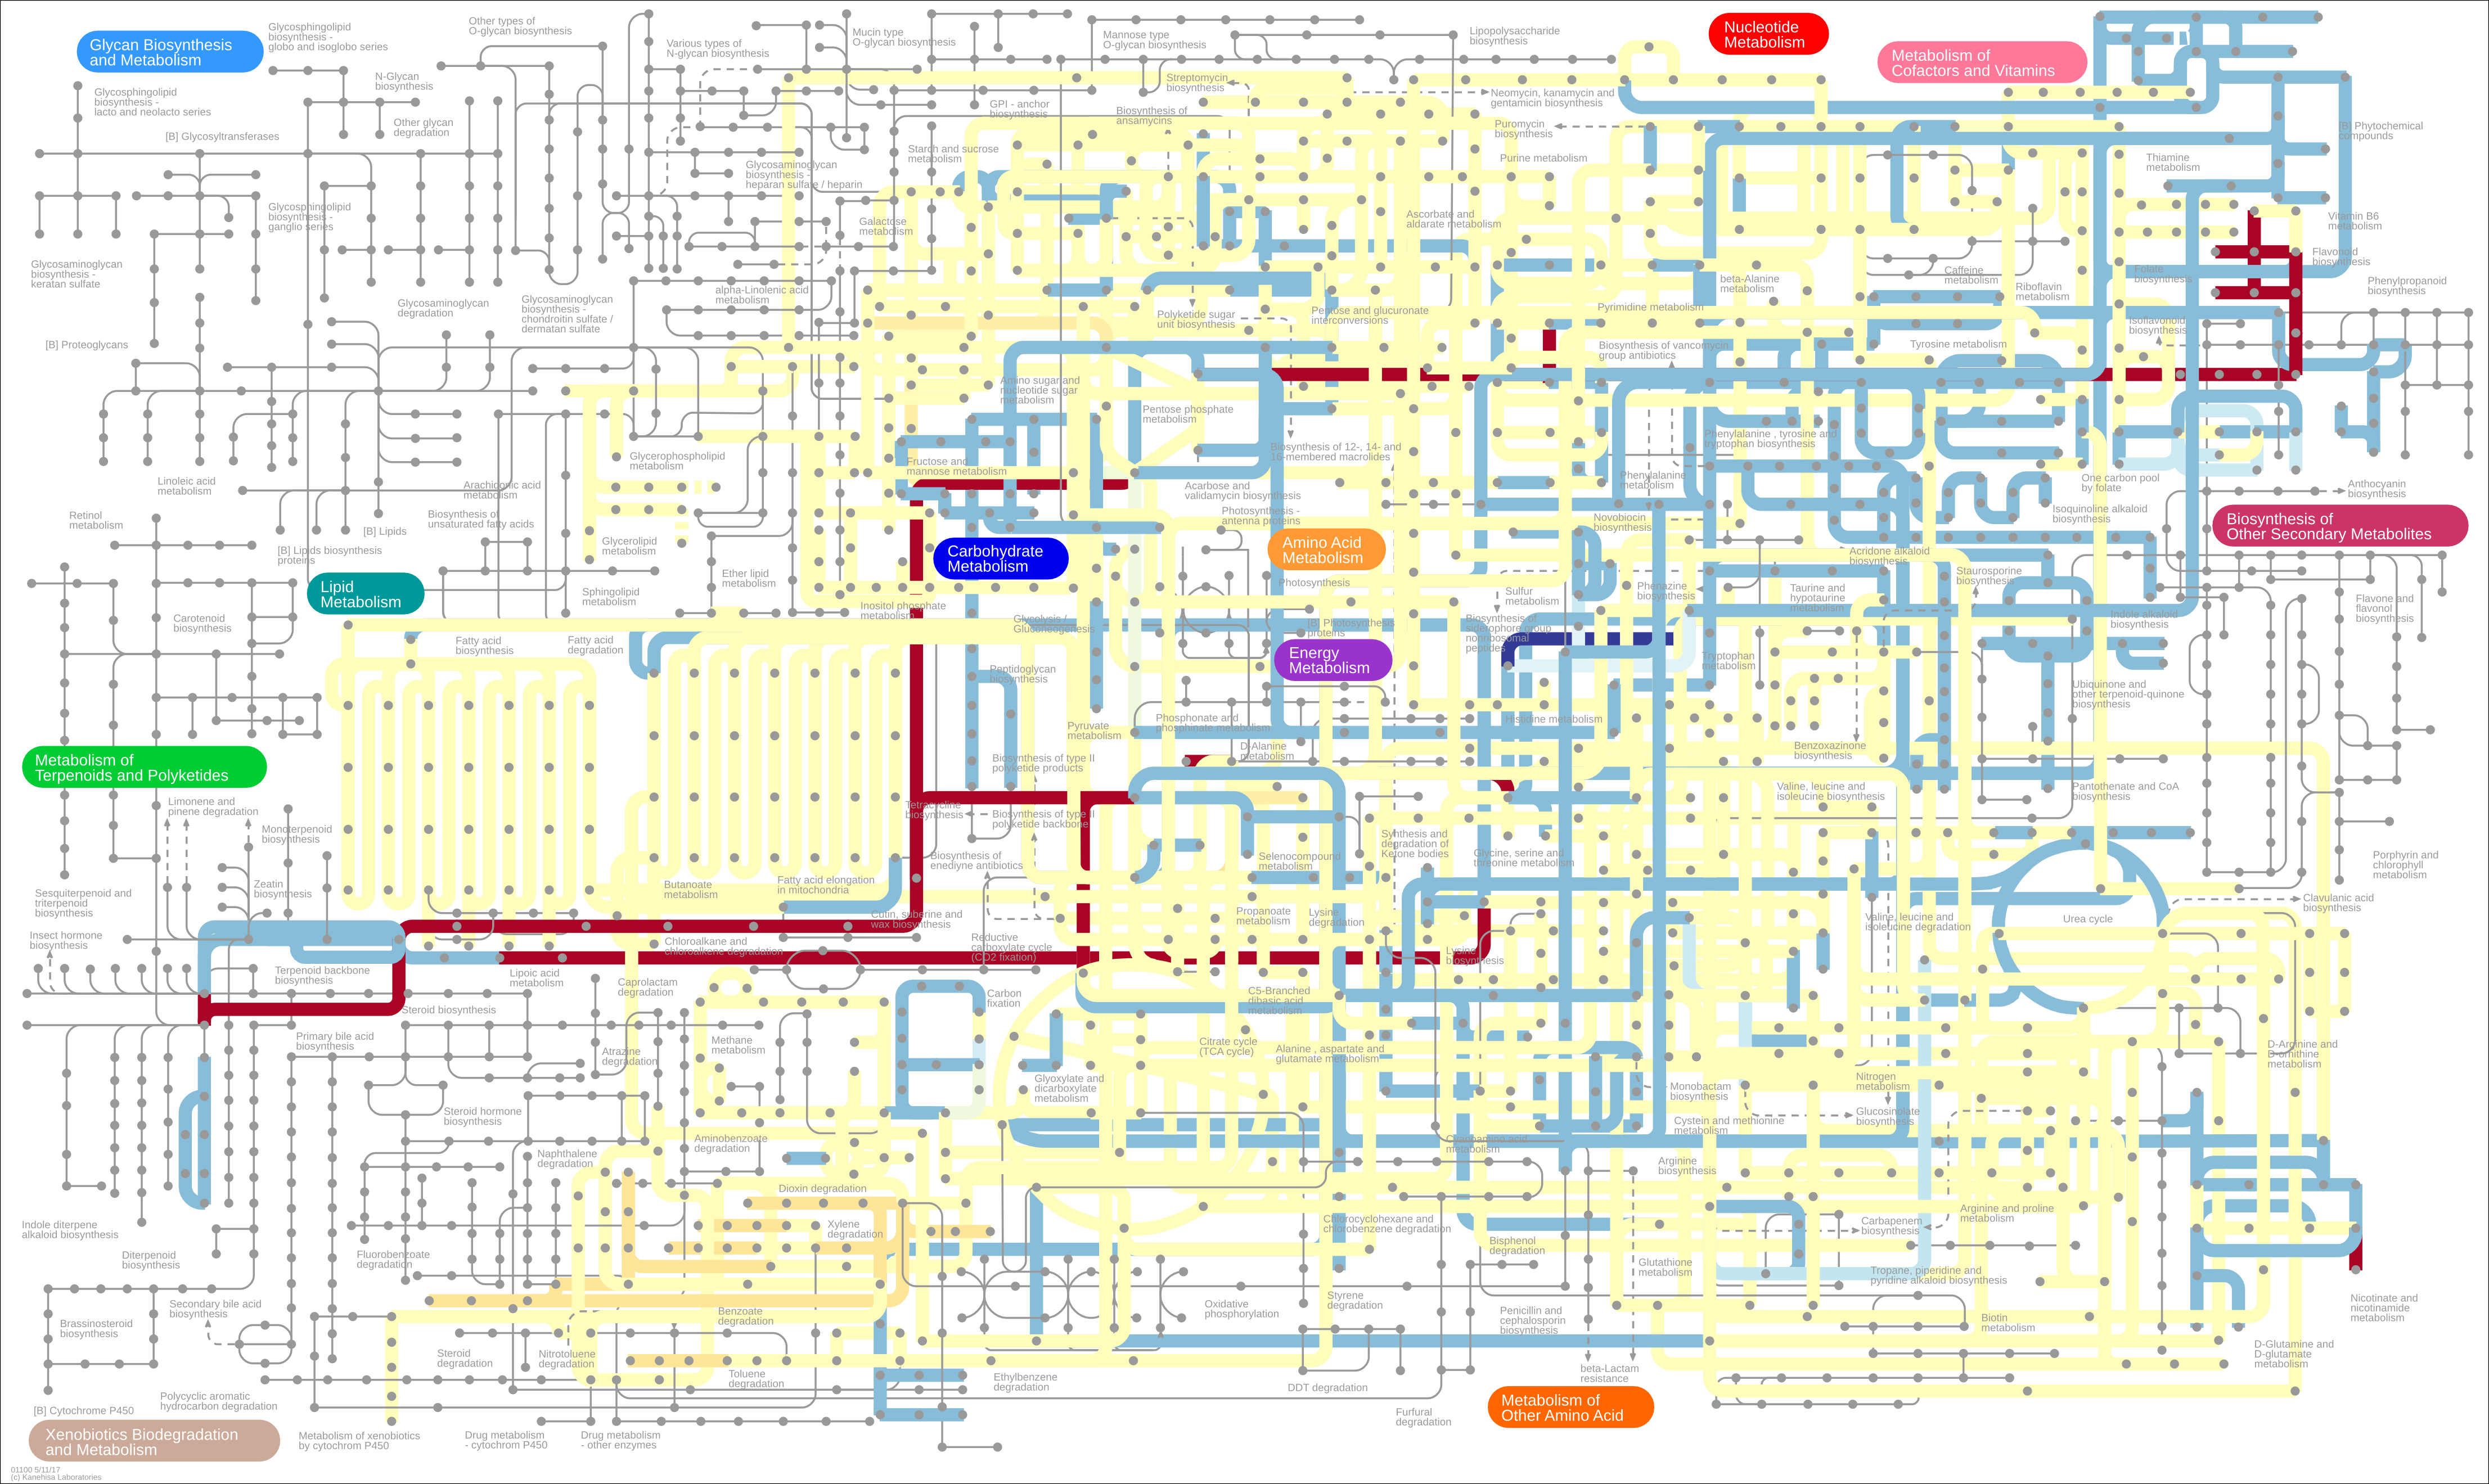 Glycan Biosynthesis
and Metabolism
Glycosphingolipid
biosynthesis -
globo and isoglobo series
Other types of
O-glycan biosynthesis
Various types of
N-glycan biosynthesis
Mucin type
O-glycan biosynthesis
Mannose type
O-glycan biosynthesis
Lipopolysaccharide
biosynthesis
Nucleotide
Metabolism
Metabolism of
Cofactors and Vitamins
N-Glycan
biosynthesis
Glycosphingolipid
biosynthesis -
lacto and neolacto series
Other glycan
degradation
[B] Glycosyltransferases
GPI - anchor
biosynthesis
Streptomycin
biosynthesis
Biosynthesis of
ansamycins
Neomycin, kanamycin and
gentamicin biosynthesis
Puromycin
biosynthesis
Purine metabolism
[B] Phytochemical
compounds
Thiamine
metabolism
Starch and sucrose
metabolism
Glycosaminoglycan
biosynthesis -
heparan sulfate / heparin
Glycosphingolipid
biosynthesis -
ganglio series
Galactose
metabolism
Ascorbate and
aldarate metabolism
Vitamin B6
metabolism
Flavonoid
biosynthesis
Glycosaminoglycan
biosynthesis -
keratan sulfate
Glycosaminoglycan
degradation
Glycosaminoglycan
biosynthesis -
chondroitin sulfate /
dermatan sulfate
alpha-Linolenic acid
metabolism
Polyketide sugar
unit biosynthesis
Pentose and glucuronate
interconversions
Pyrimidine metabolism
beta-Alanine
metabolism
Caffeine
metabolism
Riboflavin
metabolism
Folate
biosynthesis
Phenylpropanoid
biosynthesis
Isoflavonoid
biosynthesis
[B] Proteoglycans
Biosynthesis of vancomycin
group antibiotics
Tyrosine metabolism
Amino sugar and
nucleotide sugar
metabolism
Pentose phosphate
metabolism
Biosynthesis of 12-, 14- and
16-membered macrolides
Phenylalanine , tyrosine and
tryptophan biosynthesis
Glycerophospholipid
metabolism
Fructose and
mannose metabolism
Phenylalanine
metabolism
One carbon pool
by folate
Anthocyanin
biosynthesis
Linoleic acid
metabolism
Arachidonic acid
metabolism
Acarbose and
validamycin biosynthesis
Retinol
metabolism
Biosynthesis of
unsaturated fatty acids
[B] Lipids
Photosynthesis -
antenna proteins
Novobiocin
biosynthesis
Isoquinoline alkaloid
biosynthesis
Biosynthesis of
Other Secondary Metabolites
[B] Lipids biosynthesis
proteins
Glycerolipid
metabolism
Carbohydrate
Metabolism
Amino Acid
Metabolism
Acridone alkaloid
biosynthesis
Lipid
Metabolism
Ether lipid
metabolism
Sphingolipid
metabolism
Inositol phosphate
metabolism
Photosynthesis
Sulfur
metabolism
Phenazine
biosynthesis
Taurine and
hypotaurine
metabolism
Staurosporine
biosynthesis
Flavone and
flavonol
biosynthesis
Carotenoid
biosynthesis
Glycolysis /
Gluconeogenesis
[B] Photosynthesis
proteins
Biosynthesis of
siderophore group
nonribosomal
peptides
Indole alkaloid
biosynthesis
Fatty acid
biosynthesis
Fatty acid
degradation
Energy
Metabolism
Tryptophan
metabolism
Peptidoglycan
biosynthesis
Ubiquinone and
other terpenoid-quinone
biosynthesis
Pyruvate
metabolism
Phosphonate and
phosphinate metabolism
Histidine metabolism
D-Alanine
metabolism
Benzoxazinone
biosynthesis
Metabolism of
Terpenoids and Polyketides
Biosynthesis of type II
polyketide products
Valine, leucine and
isoleucine biosynthesis
Pantothenate and CoA
biosynthesis
Limonene and
pinene degradation
Tetracycline
biosynthesis
Biosynthesis of type II
polyketide backbone
Monoterpenoid
biosynthesis
Synthesis and
degradation of
Ketone bodies
Biosynthesis of
enediyne antibiotics
Selenocompound
metabolism
Glycine, serine and
threonine metabolism
Porphyrin and
chlorophyll
metabolism
Sesquiterpenoid and
triterpenoid
biosynthesis
Zeatin
biosynthesis
Butanoate
metabolism
Fatty acid elongation
in mitochondria
Clavulanic acid
biosynthesis
Cutin, suberine and
wax biosynthesis
Propanoate
metabolism
Lysine
degradation
Valine, leucine and
isoleucine degradation
Urea cycle
Insect hormone
biosynthesis
Chloroalkane and
chloroalkene degradation
Reductive
carboxylate cycle
(CO2 fixation)
Lysine
biosynthesis
Terpenoid backbone
biosynthesis
Lipoic acid
metabolism
Caprolactam
degradation
Carbon
fixation
C5-Branched
dibasic acid
metabolism
Steroid biosynthesis
Primary bile acid
biosynthesis
Atrazine
degradation
Methane
metabolism
Citrate cycle
(TCA cycle)
Alanine , aspartate and
glutamate metabolism
D-Arginine and
D-ornithine
metabolism
Glyoxylate and
dicarboxylate
metabolism
Monobactam
biosynthesis
Nitrogen
metabolism
Steroid hormone
biosynthesis
Glucosinolate
biosynthesis
Cystein and methionine
metabolism
Aminobenzoate
degradation
Cyanoamino acid
metabolism
Naphthalene
degradation
Arginine
biosynthesis
Dioxin degradation
Indole diterpene
alkaloid biosynthesis
Xylene
degradation
Chlorocyclohexane and
chlorobenzene degradation
Carbapenem
biosynthesis
Arginine and proline
metabolism
Diterpenoid
biosynthesis
Fluorobenzoate
degradation
Bisphenol
degradation
Glutathione
metabolism
Tropane, piperidine and
pyridine alkaloid biosynthesis
Secondary bile acid
biosynthesis
Brassinosteroid
biosynthesis
Benzoate
degradation
Oxidative
phosphorylation
Styrene
degradation
Penicillin and
cephalosporin
biosynthesis
Biotin
metabolism
Nicotinate and
nicotinamide
metabolism
Steroid
degradation
Nitrotoluene
degradation
Toluene
degradation
Ethylbenzene
degradation
DDT degradation
beta-Lactam
resistance
D-Glutamine and
D-glutamate
metabolism
Polycyclic aromatic
hydrocarbon degradation
[B] Cytochrome P450
Furfural
degradation
Metabolism of
Other Amino Acid
Xenobiotics Biodegradation
and Metabolism
Metabolism of xenobiotics
by cytochrom P450
Drug metabolism
- cytochrom P450
Drug metabolism
- other enzymes
01100 5/11/17
(c) Kanehisa Laboratories